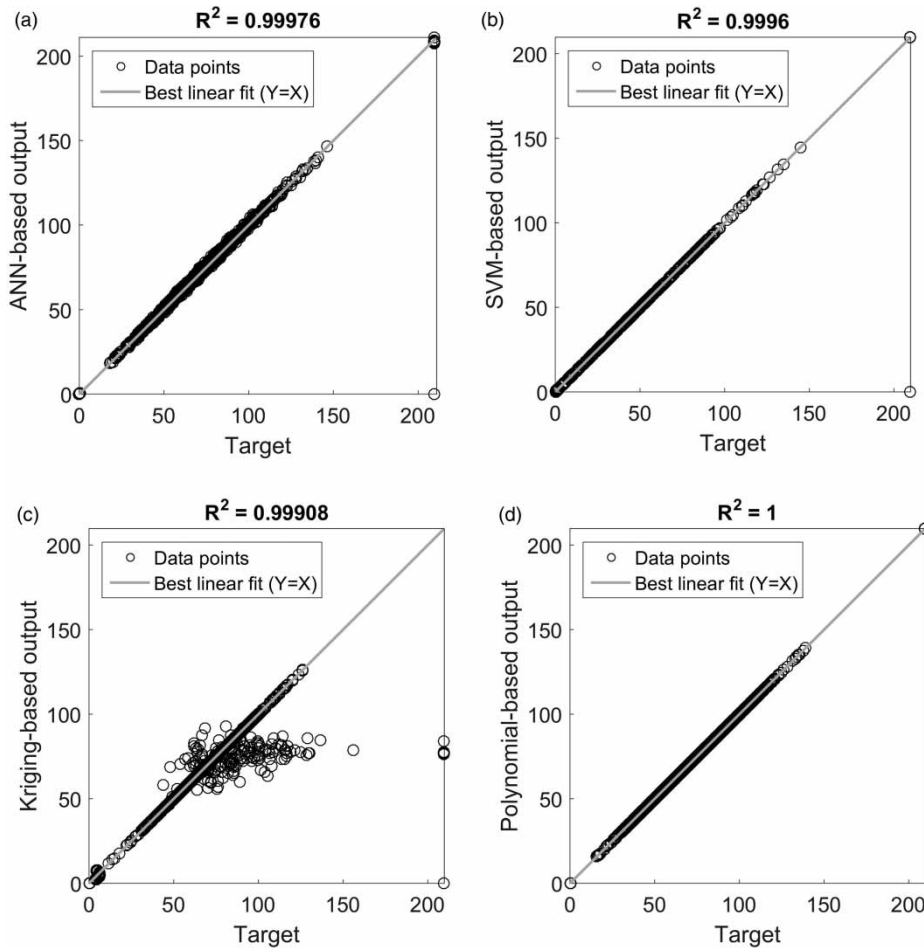 (a)
R² = 0.99976
200
150
100
50
0
ANN-based output
Data points
Best linear fit (Y=X)
0 50 100 150 200
Target
(b)
R² = 0.9996
200
150
100
50
0
SVM-based output
Data points
Best linear fit (Y=X)
0 50 100 150 200
Target
(c)
R² = 0.99908
200
150
100
50
0
Kriging-based output
Data points
Best linear fit (Y=X)
0 50 100 150 200
Target
(d)
R² = 1
200
150
100
50
0
Polynomial-based output
Data points
Best linear fit (Y=X)
0 50 100 150 200
Target